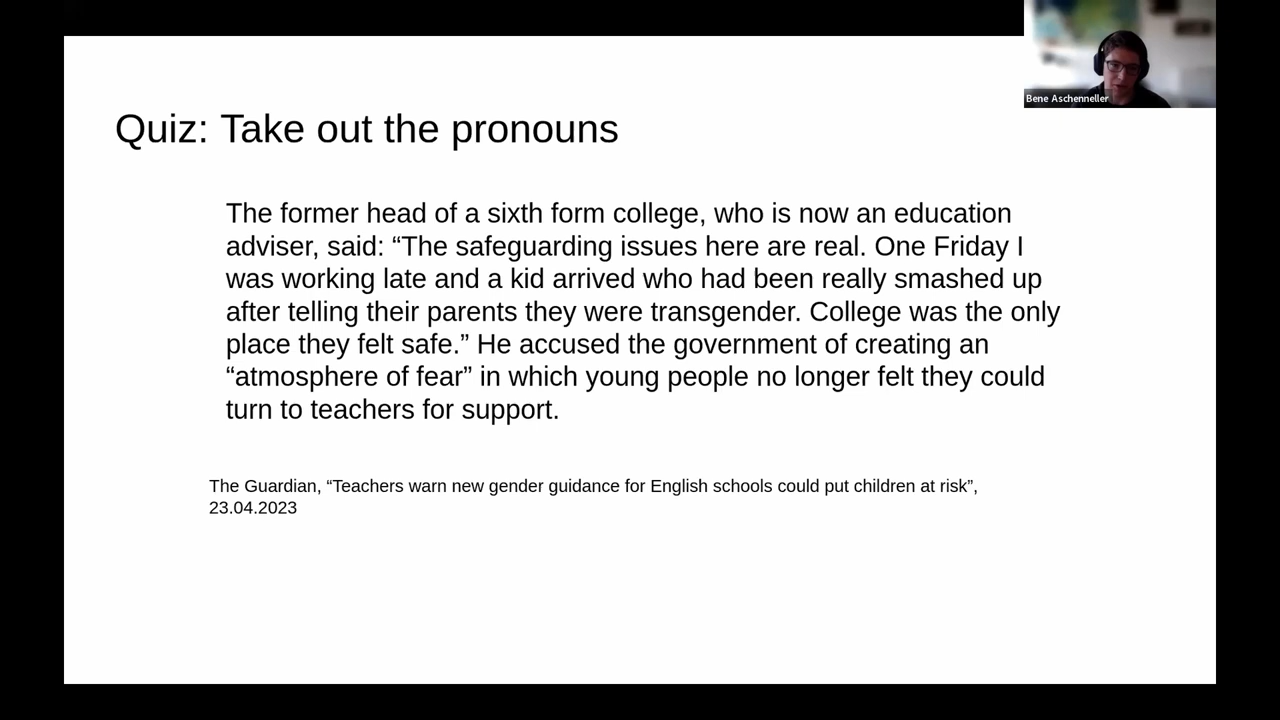 Bene Aschenneller
Quiz: Take out the pronouns
The former head of a sixth form college, who is now an education
adviser, said: “The safeguarding issues here are real. One Friday I
was working late and a kid arrived who had been really smashed up
after telling their parents they were transgender. College was the only
place they felt safe.” He accused the government of creating an
“atmosphere of fear” in which young people no longer felt they could
turn to teachers for support.
The Guardian, “Teachers warn new gender guidance for English schools could put children at risk”,
23.04.2023